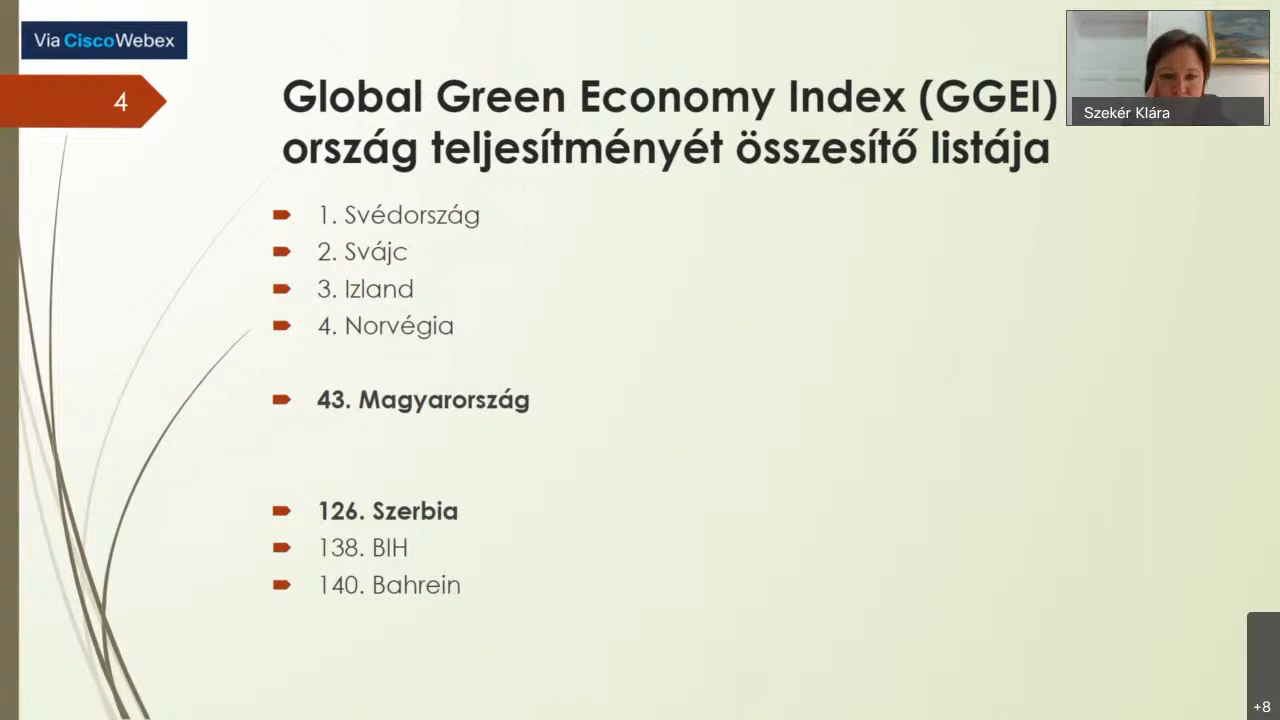 Via CiscoWebex
4
Global Green Economy Index (GGEI)
ország teljesítményét összesítő listája
Szekér Klára
1. Svédország
2. Svájc
3. Izland
4. Norvégia
43. Magyarország
126. Szerbia
138. BIH
140. Bahrein
+8